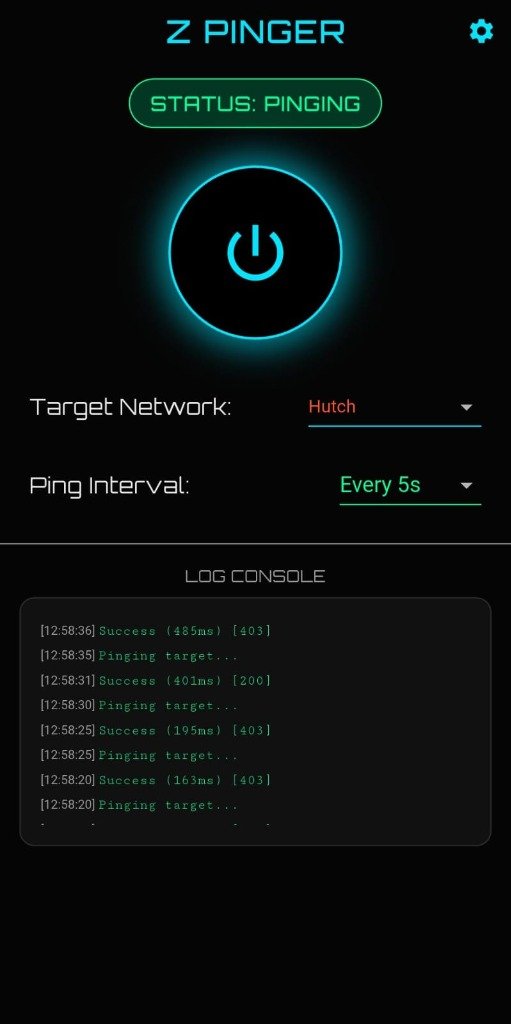 Z PINGER
STATUS: PINGING
Target Network: Hutch
Ping Interval: Every 5s
LOG CONSOLE
[12:58:36] Success (485ms) [403]
[12:58:35] Pinging target...
[12:58:31] Success (401ms) [200]
[12:58:30] Pinging target...
[12:58:25] Success (195ms) [403]
[12:58:25] Pinging target...
[12:58:20] Success (163ms) [403]
[12:58:20] Pinging target...